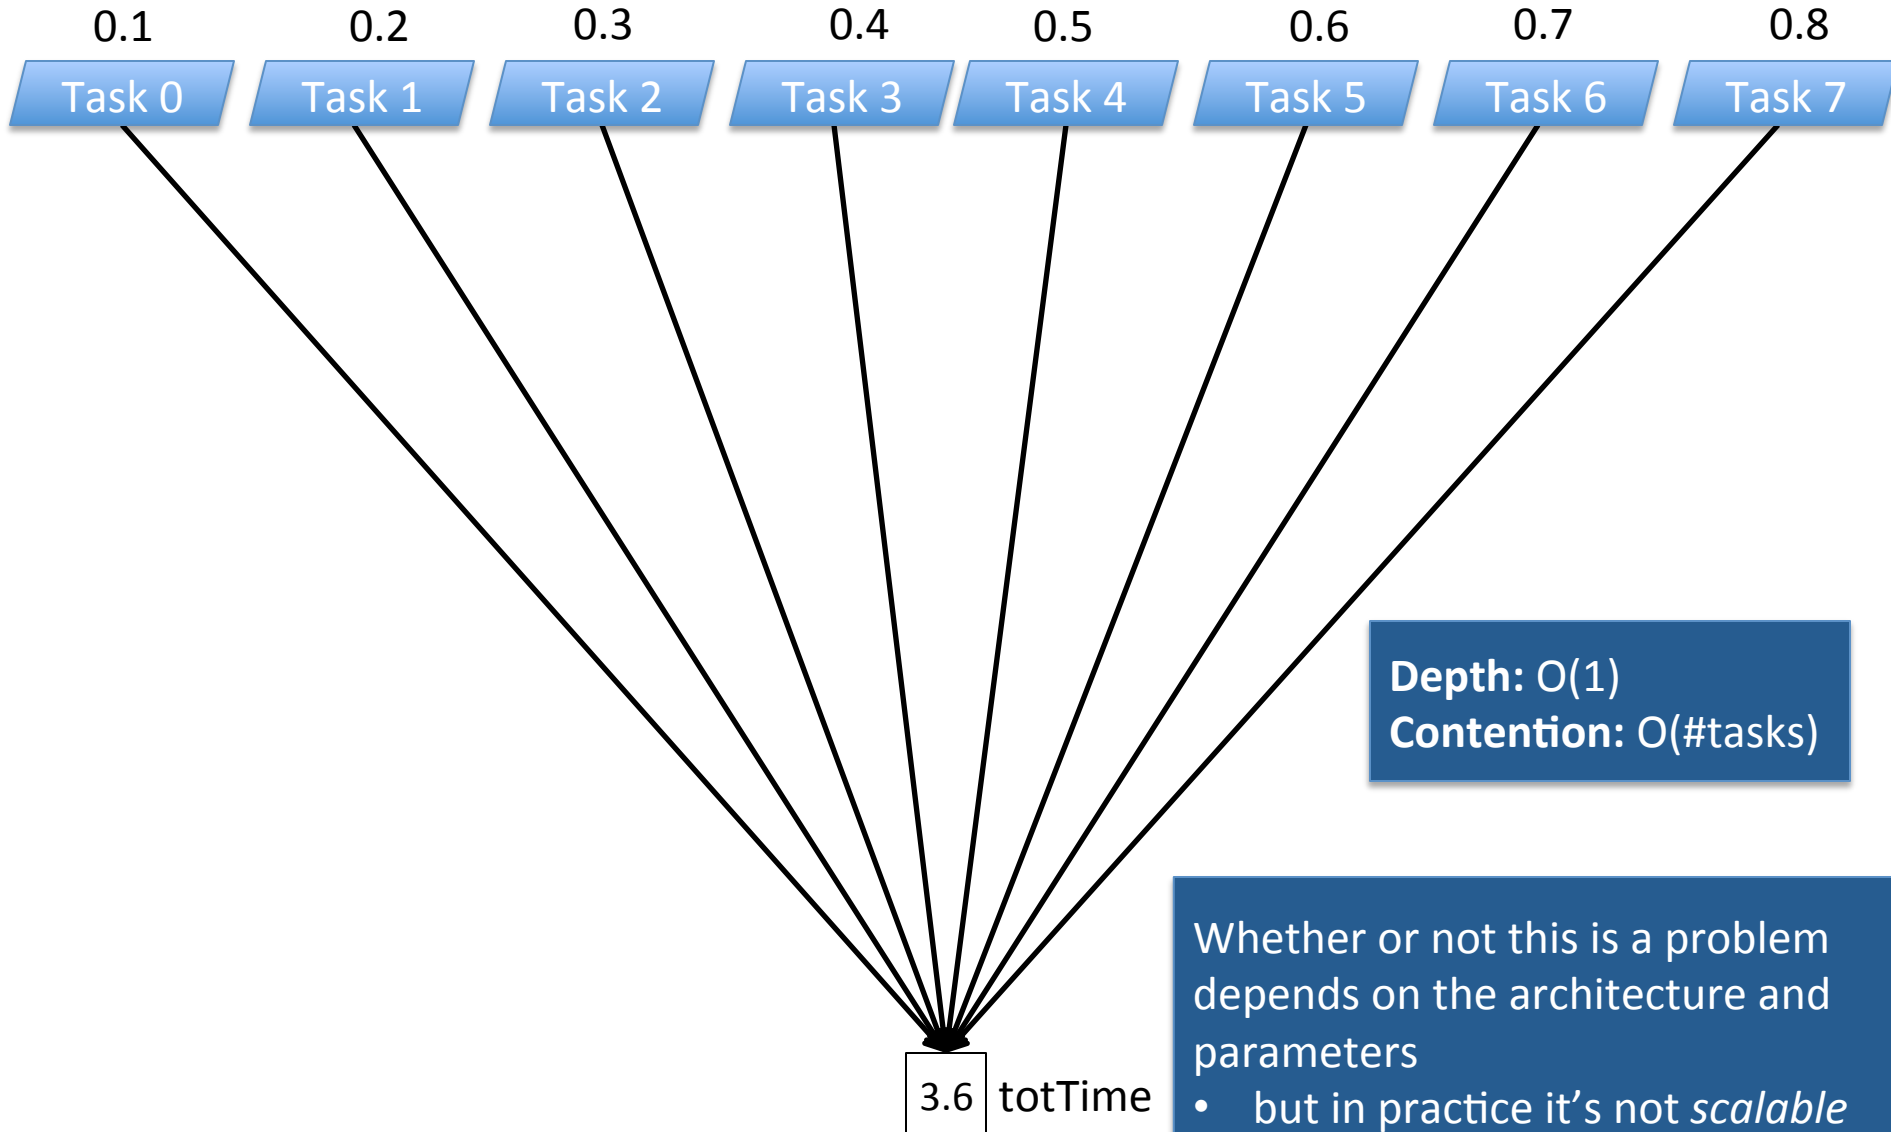 0.1 0.2 0.3 0.4 0.5 0.6 0.7 0.8
Task 0 Task 1 Task 2 Task 3 Task 4 Task 5 Task 6 Task 7
Depth: O(1)
Contention: O(#tasks)
Whether or not this is a problem
depends on the architecture and
parameters
• but in practice it’s not scalable
3.6 totTime